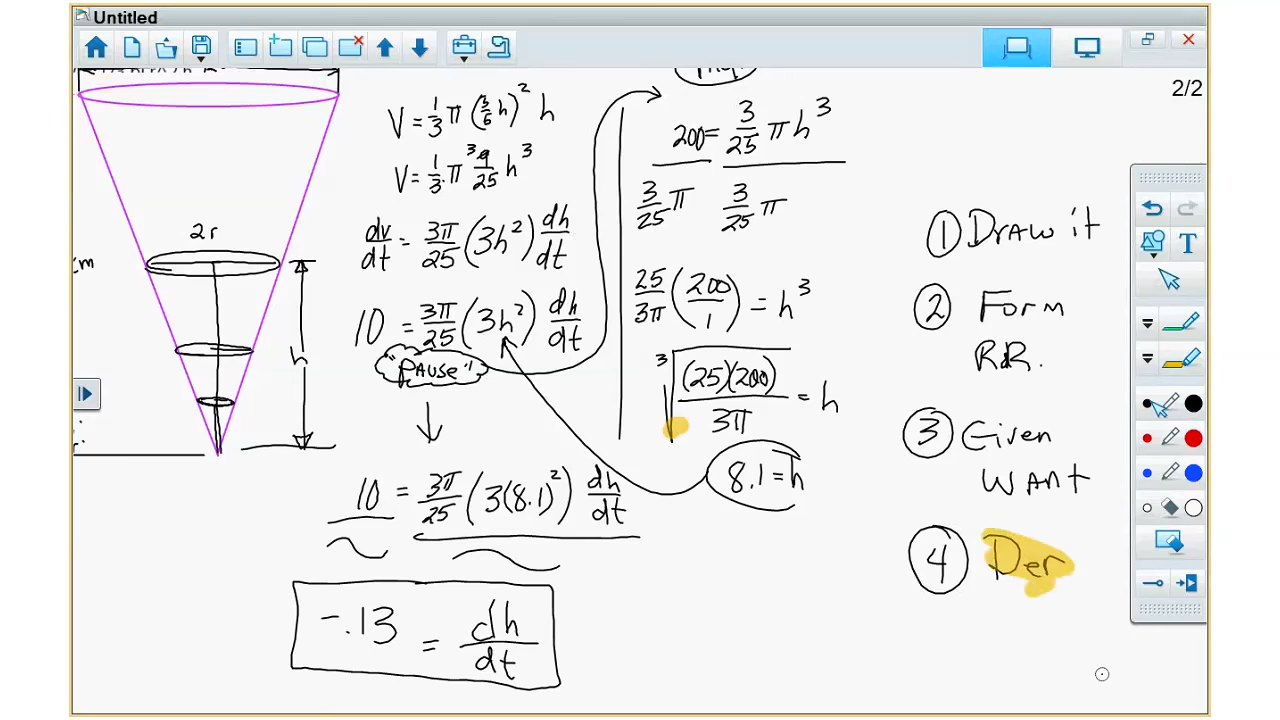 Untitled
2/2
2r
h
V = 1/3 π (3/6 h)² h
V = 1/3 · π 9/25 h³
3
dv/dt = 3π/25 (3h²) dh/dt
10 = 3π/25 (3h²) dh/dt
"PAUSE"
10 = 3π/25 (3(8.1)²) dh/dt
-.13 = dh/dt
200 = 3/25 π h³
3/25 π 3/25 π
25/3π (200/1) = h³
³√((25)(200)/3π) = h
8.1 = h
① Draw it
② Form
R.R.
③ Given
Want
④ Der
T